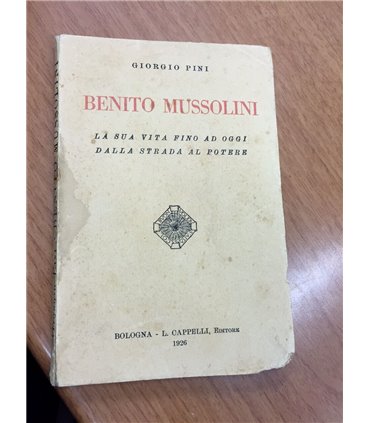 GIORGIO PINI
BENITO MUSSOLINI
LA SUA VITA FINO AD OGGI
DALLA STRADA AL POTERE
BOLOGNA - L. CAPPELLI, EDITORE
1926